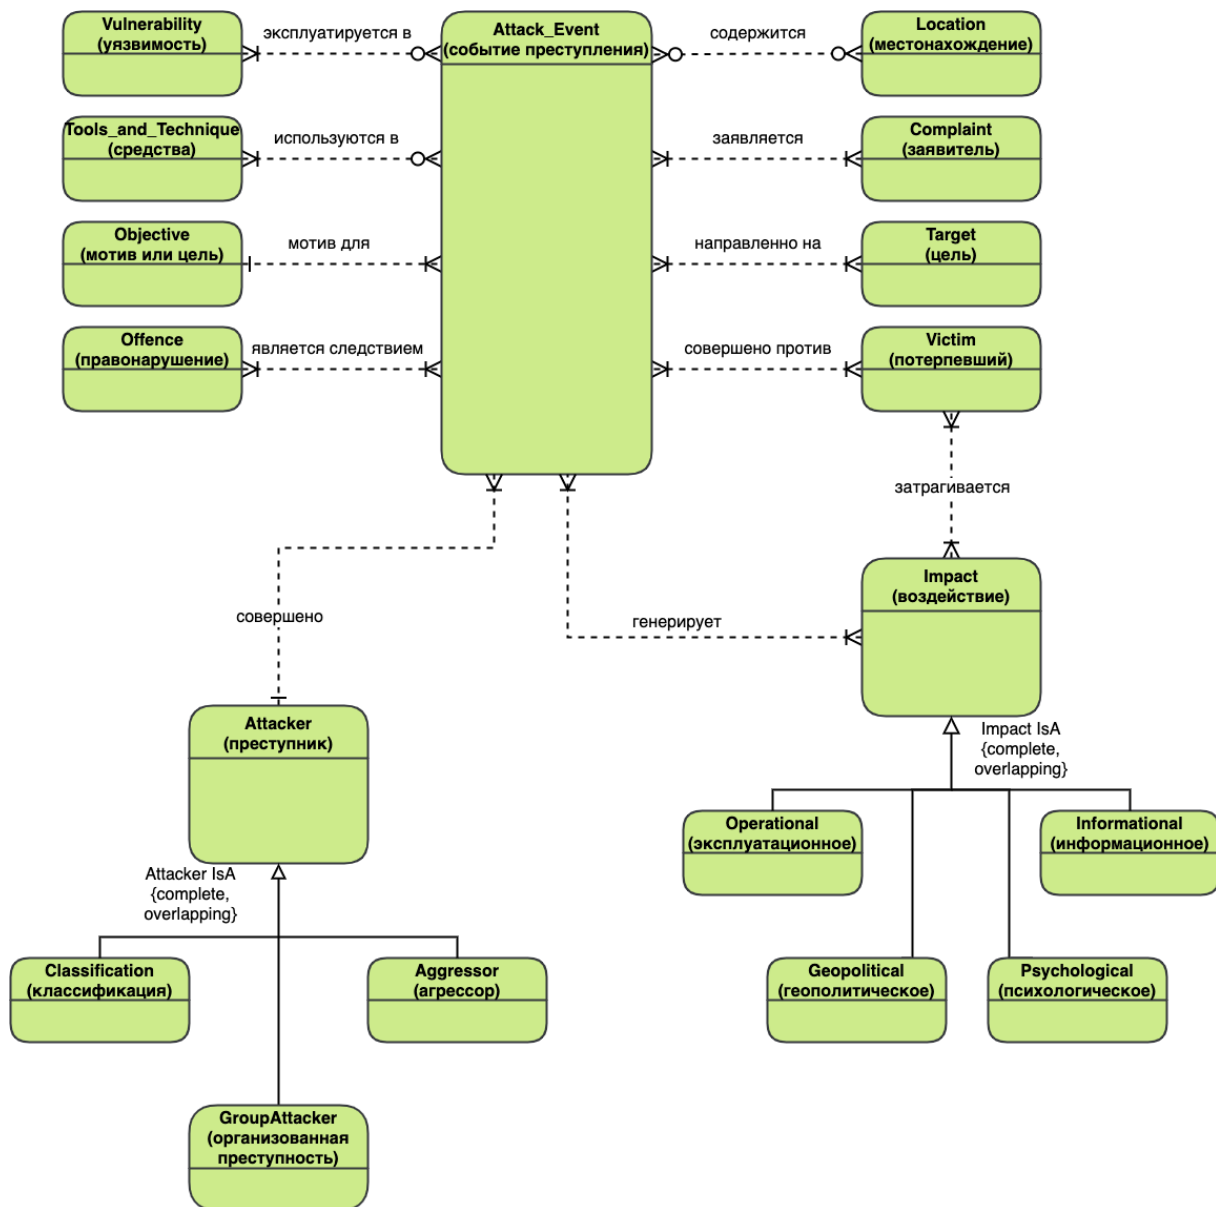 Vulnerability
(уязвимость)
эксплуатируется в
Attack_Event
(событие преступления)
содержится
Location
(местонахождение)
Tools_and_Technique
(средства)
используются в
заявляется
Complaint
(заявитель)
Objective
(мотив или цель)
мотив для
направленно на
Target
(цель)
Offence
(правонарушение)
является следствием
совершено против
Victim
(потерпевший)
затрагивается
Impact
(воздействие)
совершено
генерирует
Attacker
(преступник)
Impact IsA
{complete,
overlapping}
Operational
(эксплуатационное)
Informational
(информационное)
Attacker IsA
{complete,
overlapping}
Classification
(классификация)
Aggressor
(агрессор)
Geopolitical
(геополитическое)
Psychological
(психологическое)
GroupAttacker
(организованная
преступность)